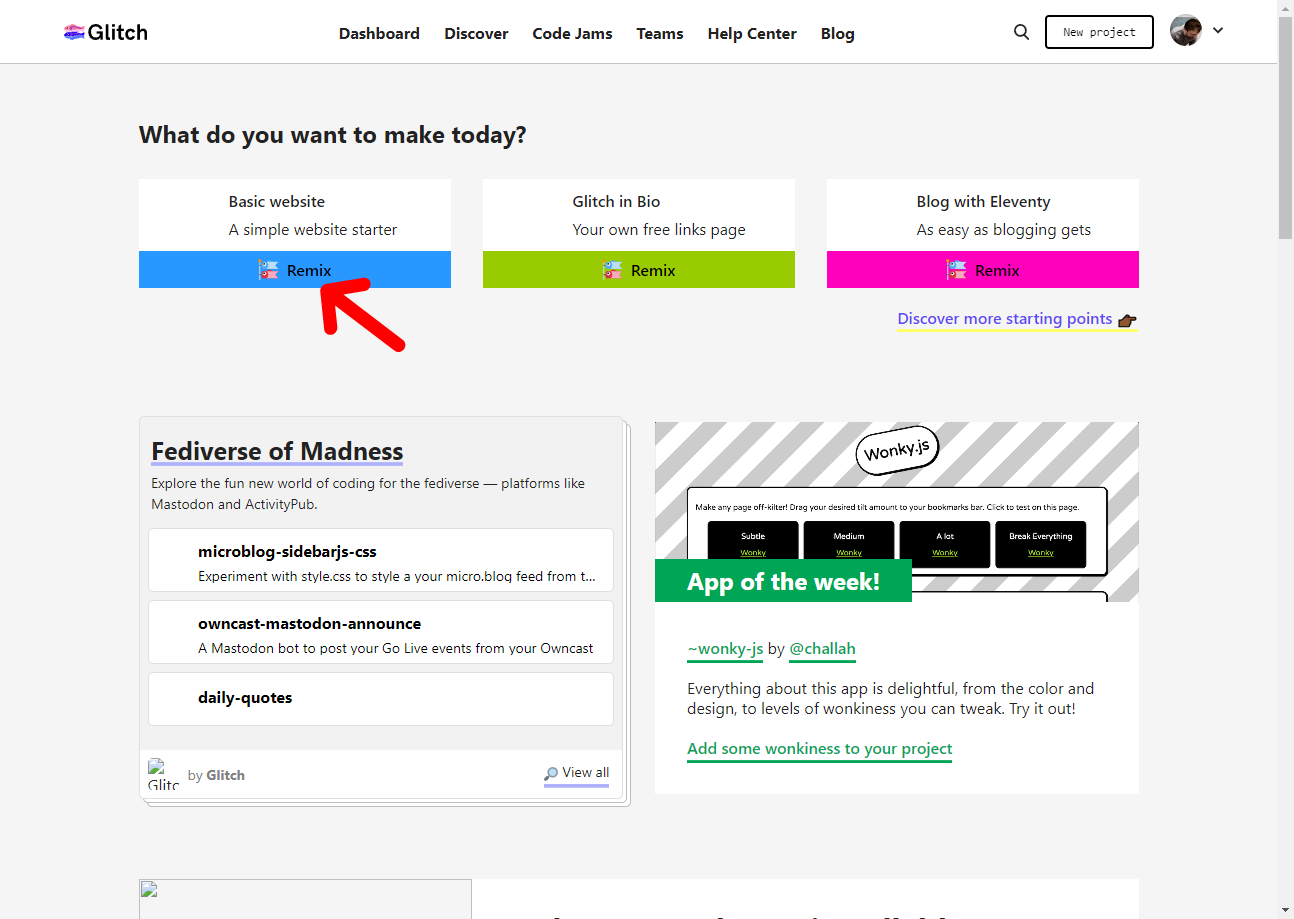 Glitch
Dashboard
Discover
Code Jams
Teams
Help Center
Blog
New project
What do you want to make today?
Basic website
A simple website starter
Remix
Glitch in Bio
Your own free links page
Remix
Blog with Eleventy
As easy as blogging gets
Remix
Discover more starting points
Fediverse of Madness
Explore the fun new world of coding for the fediverse — platforms like
Mastodon and ActivityPub.
microblog-sidebarjs-css
Experiment with style.css to style a your micro.blog feed from t...
owncast-mastodon-announce
A Mastodon bot to post your Go Live events from your Owncast
daily-quotes
Glitc
by Glitch
View all
Wonky.js
Make any page off-kilter! Drag your desired tilt amount to your bookmarks bar. Click to test on this page.
Subtle
Wonky
Medium
Wonky
A lot
Wonky
Break Everything
Wonky
App of the week!
~wonky-js by @challah
Everything about this app is delightful, from the color and
design, to levels of wonkiness you can tweak. Try it out!
Add some wonkiness to your project